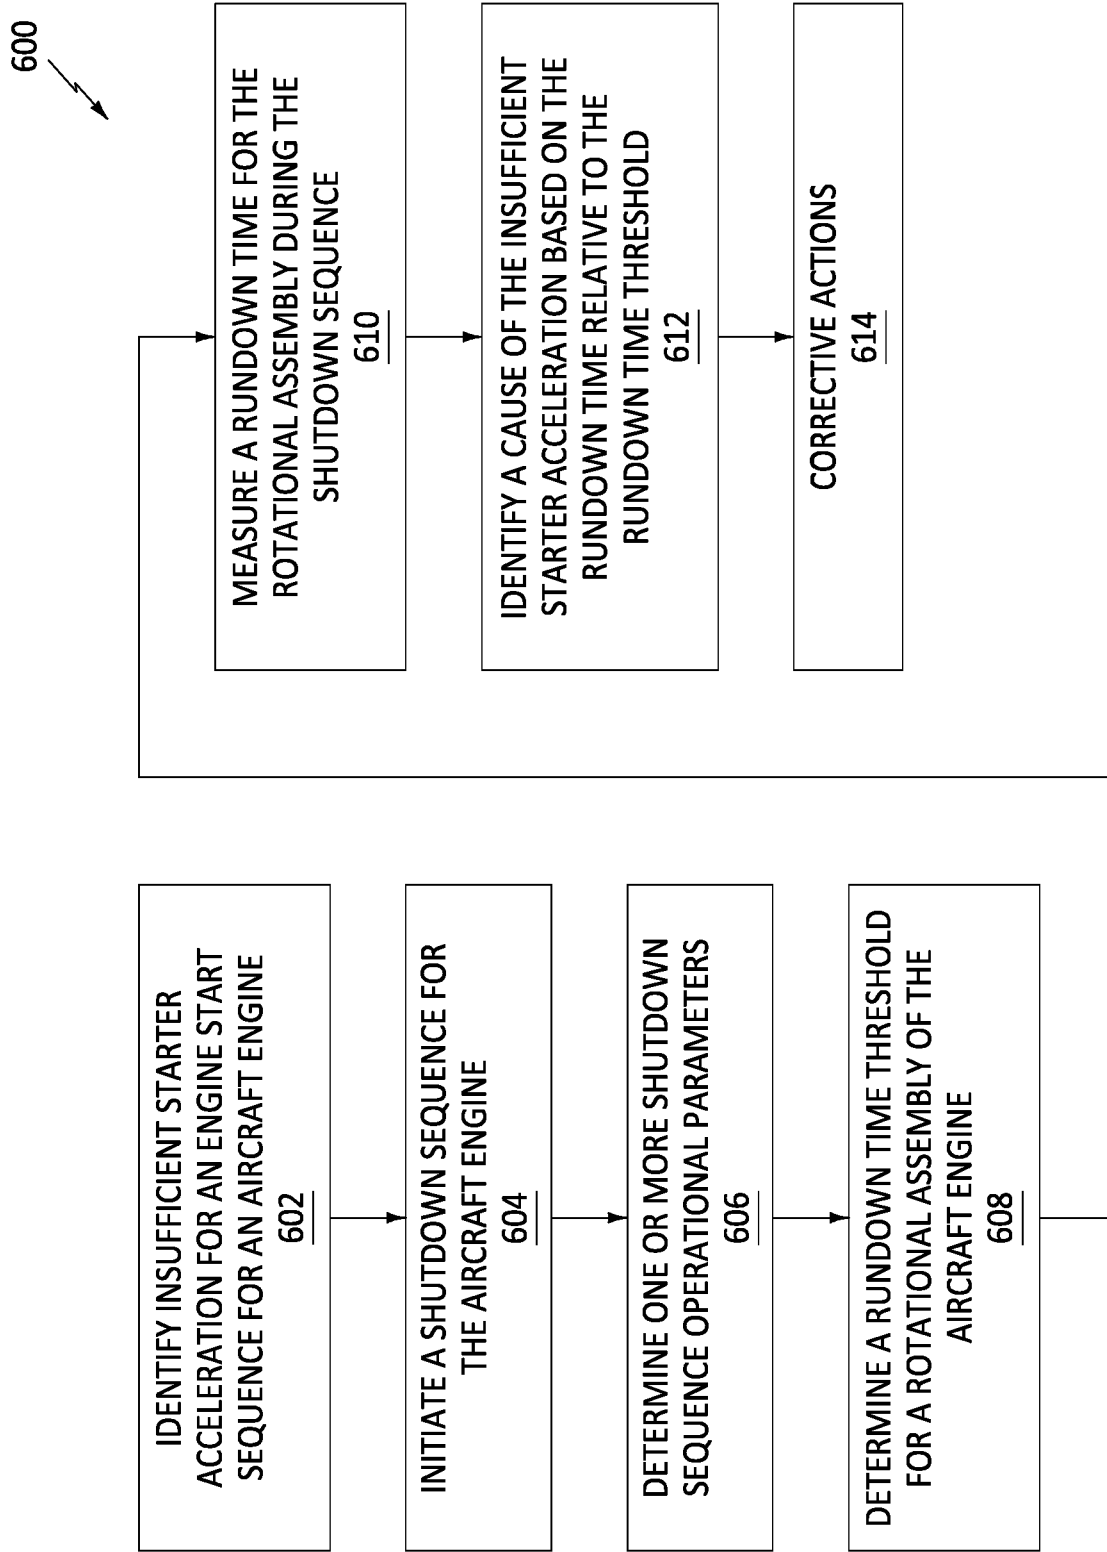 600
IDENTIFY INSUFFICIENT STARTER
ACCELERATION FOR AN ENGINE START
SEQUENCE FOR AN AIRCRAFT ENGINE
602
INITIATE A SHUTDOWN SEQUENCE FOR
THE AIRCRAFT ENGINE
604
DETERMINE ONE OR MORE SHUTDOWN
SEQUENCE OPERATIONAL PARAMETERS
606
DETERMINE A RUNDOWN TIME THRESHOLD
FOR A ROTATIONAL ASSEMBLY OF THE
AIRCRAFT ENGINE
608
MEASURE A RUNDOWN TIME FOR THE
ROTATIONAL ASSEMBLY DURING THE
SHUTDOWN SEQUENCE
610
IDENTIFY A CAUSE OF THE INSUFFICIENT
STARTER ACCELERATION BASED ON THE
RUNDOWN TIME RELATIVE TO THE
RUNDOWN TIME THRESHOLD
612
CORRECTIVE ACTIONS
614